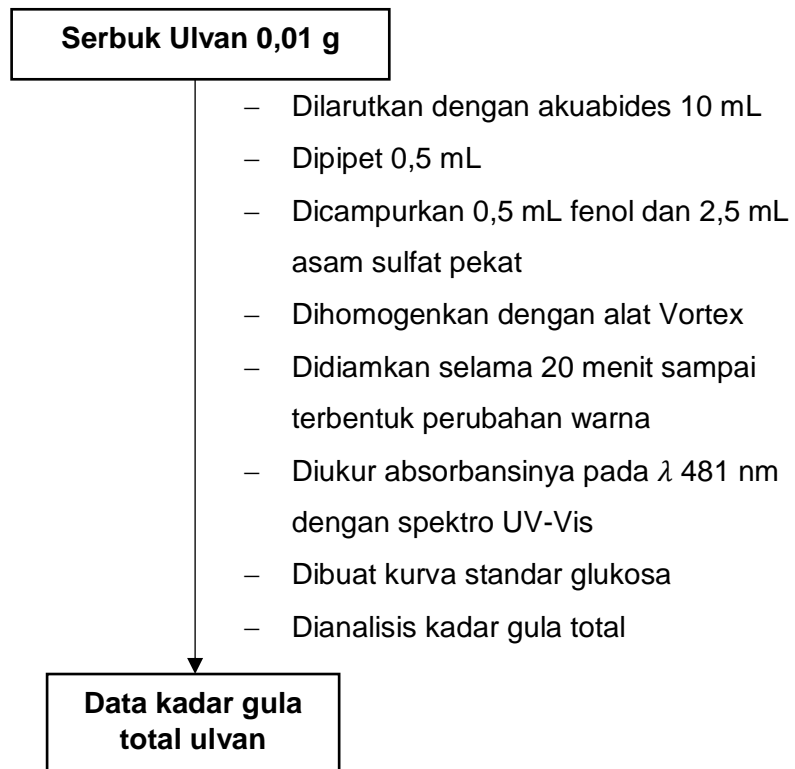 Serbuk Ulvan 0,01 g
– Dilarutkan dengan akuabides 10 mL
– Dipipet 0,5 mL
– Dicampurkan 0,5 mL fenol dan 2,5 mL
asam sulfat pekat
– Dihomogenkan dengan alat Vortex
– Didiamkan selama 20 menit sampai
terbentuk perubahan warna
– Diukur absorbansinya pada 𝜆 481 nm
dengan spektro UV-Vis
– Dibuat kurva standar glukosa
– Dianalisis kadar gula total
Data kadar gula
total ulvan